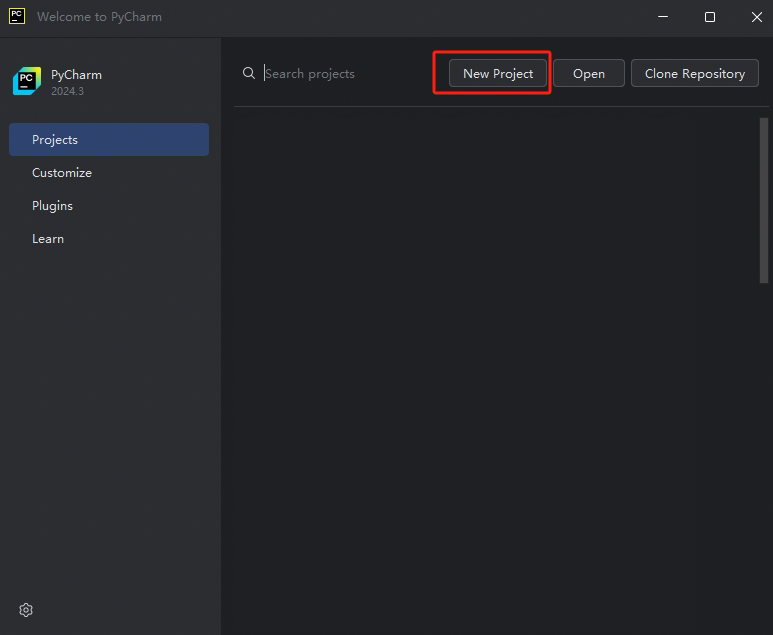 PC Welcome to PyCharm
PC PyCharm
2024.3
Search projects New Project Open Clone Repository
Projects
Customize
Plugins
Learn